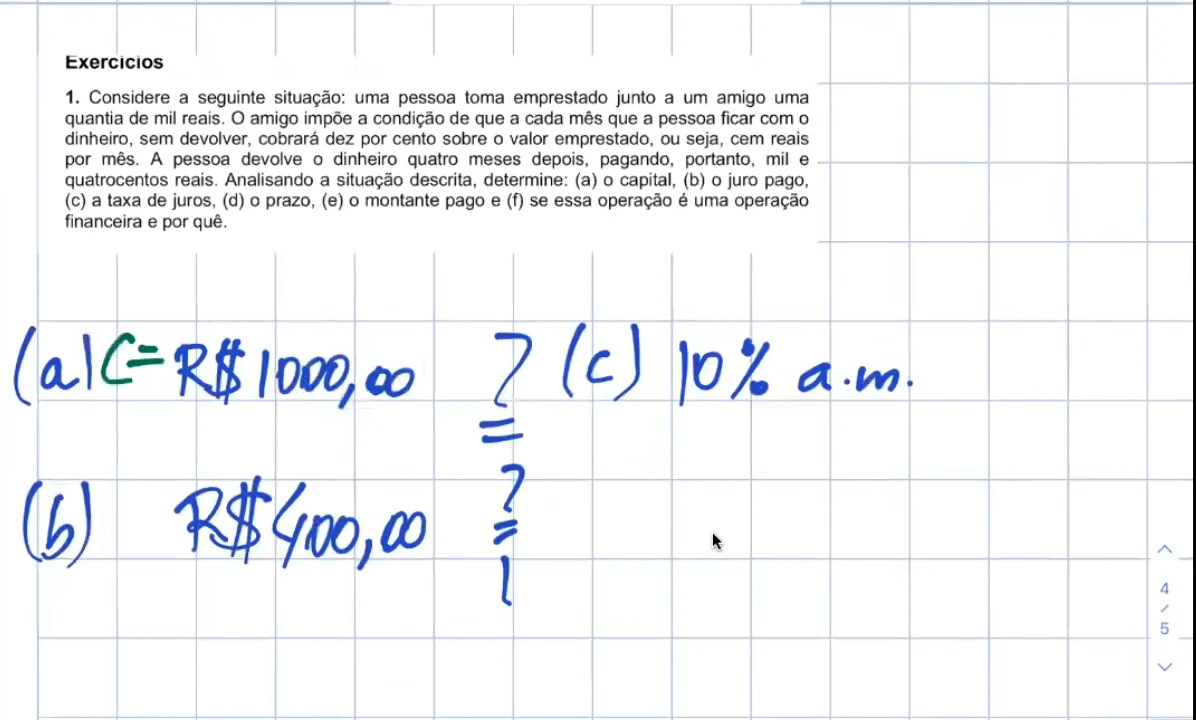 Exercícios
1. Considere a seguinte situação: uma pessoa toma emprestado junto a um amigo uma
quantia de mil reais. O amigo impõe a condição de que a cada mês que a pessoa ficar com o
dinheiro, sem devolver, cobrará dez por cento sobre o valor emprestado, ou seja, cem reais
por mês. A pessoa devolve o dinheiro quatro meses depois, pagando, portanto, mil e
quatrocentos reais. Analisando a situação descrita, determine: (a) o capital, (b) o juro pago,
(c) a taxa de juros, (d) o prazo, (e) o montante pago e (f) se essa operação é uma operação
financeira e por quê.
(a) C= R$ 1000,00 ? = (c) 10% a.m.
(b) R$ 400,00 ? =
4
/
5